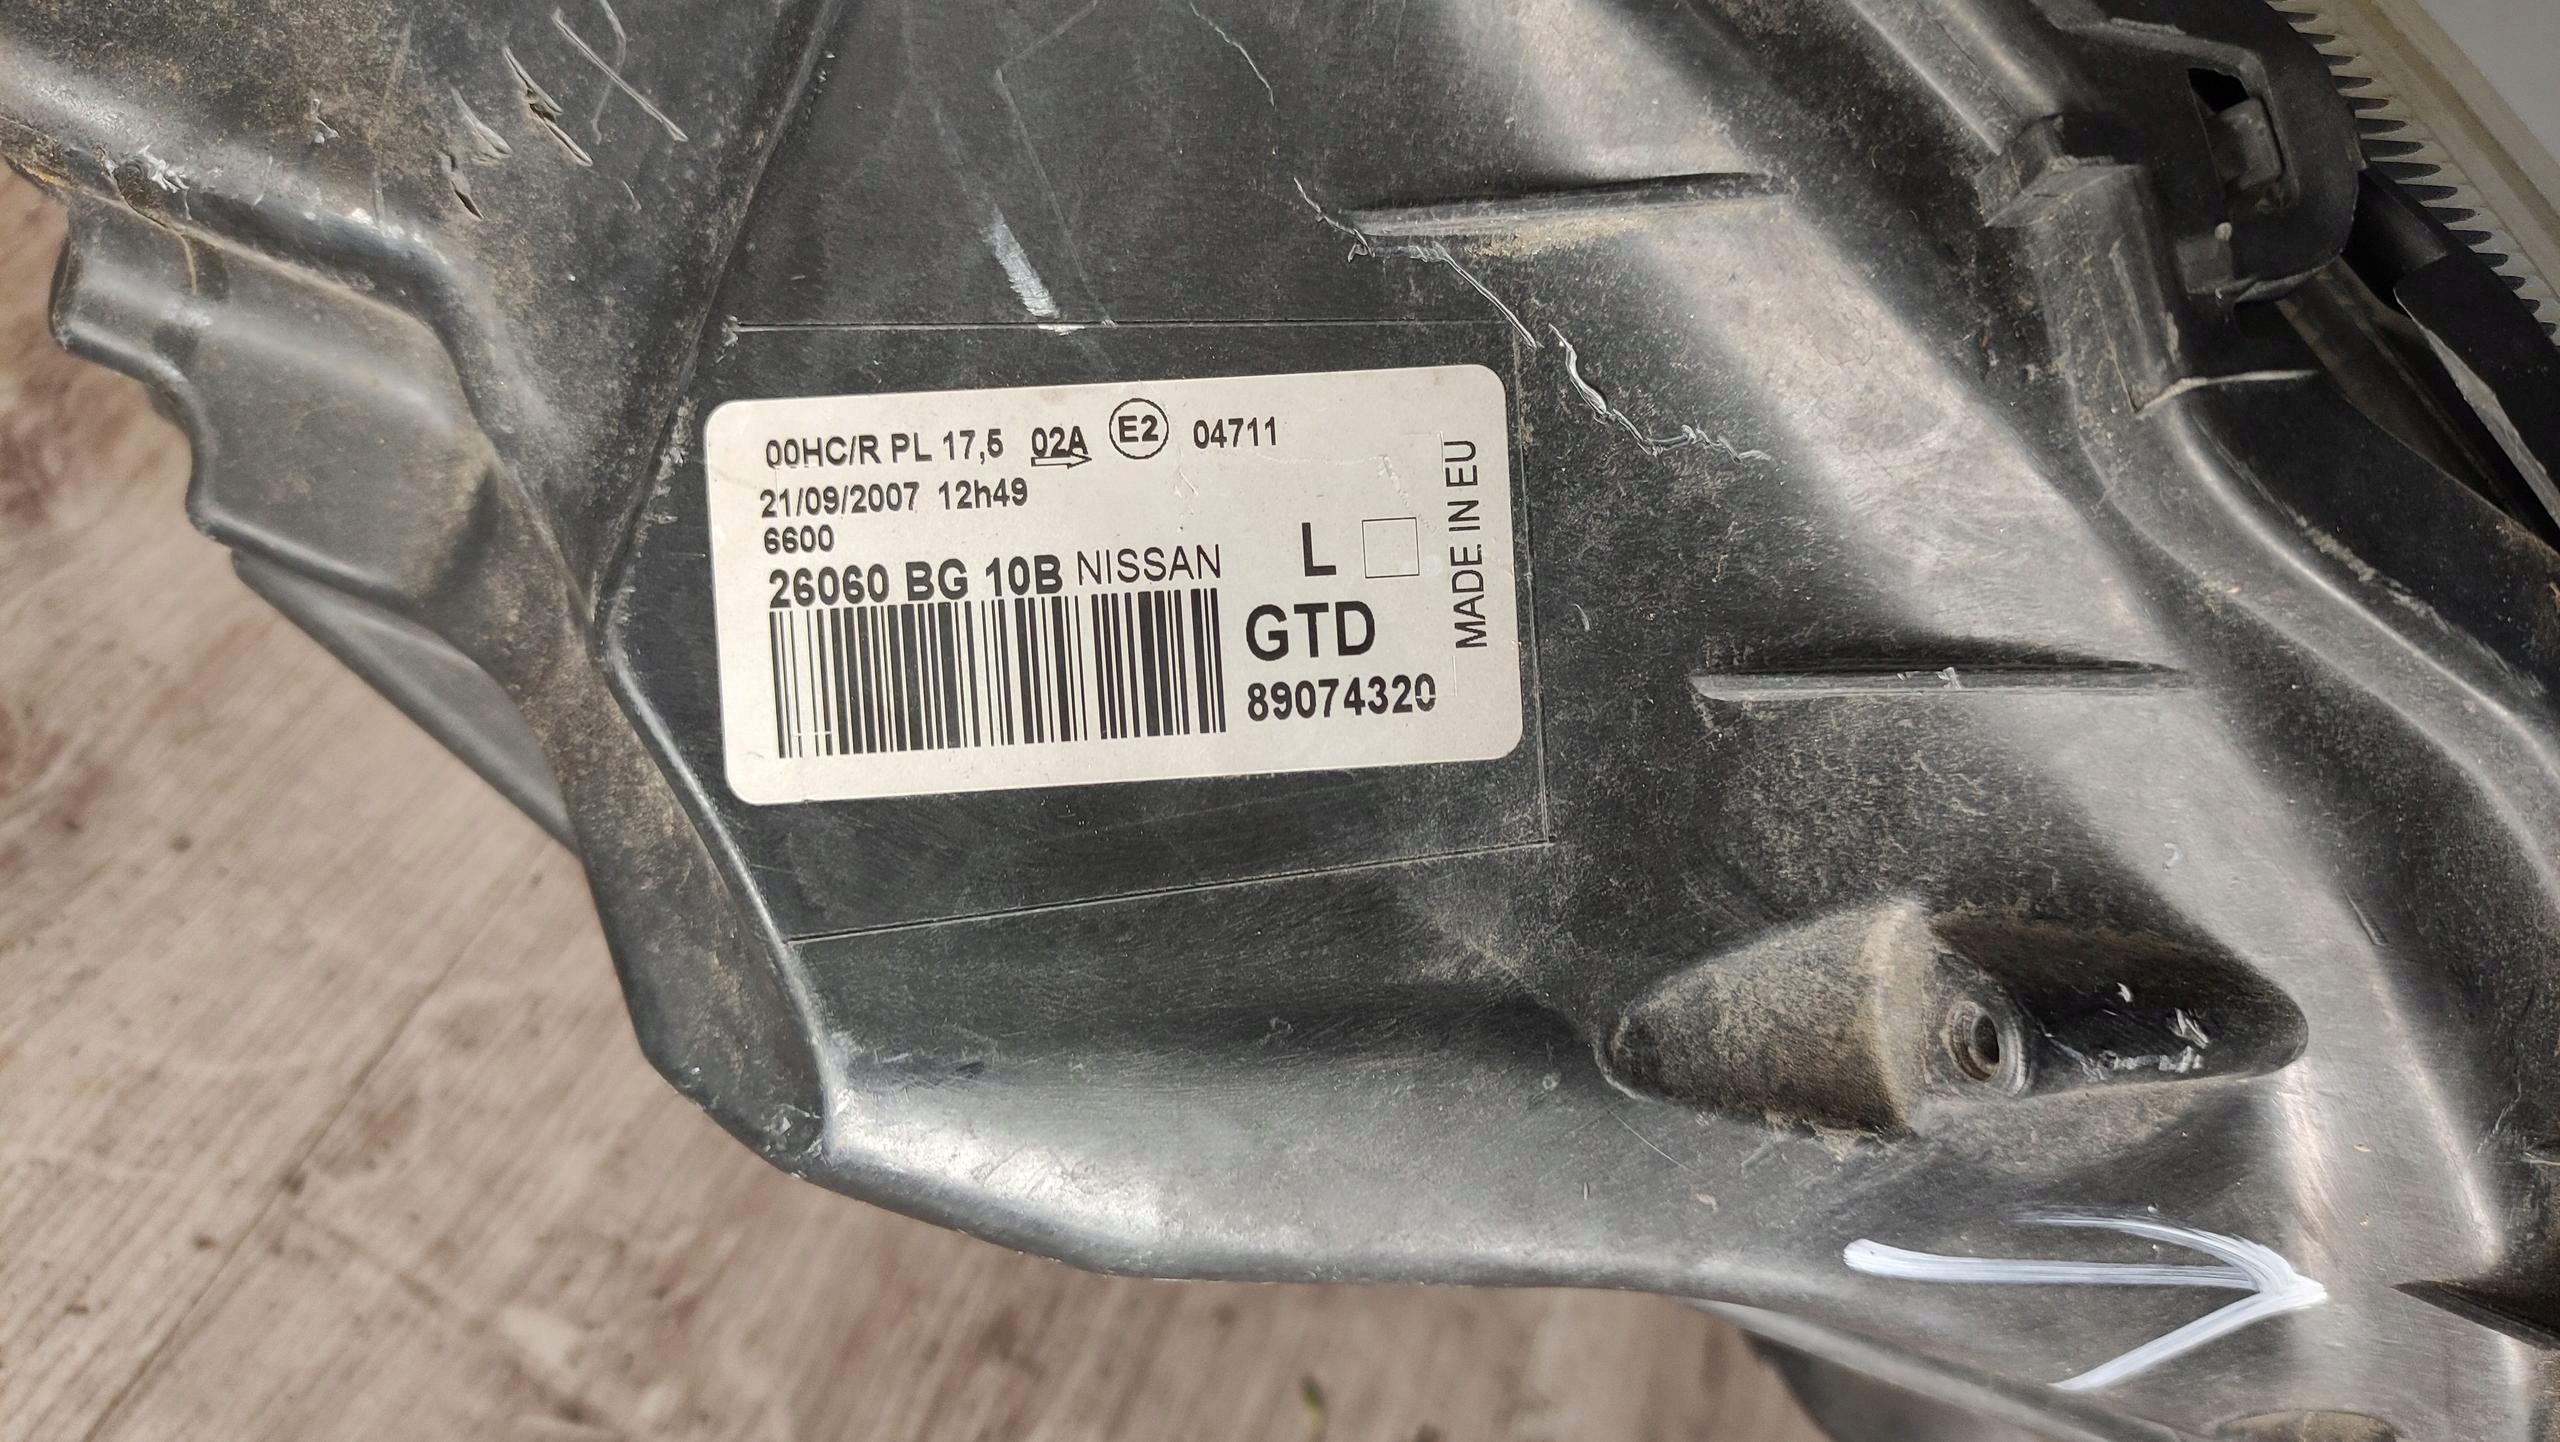 00HC/R PL 17,5 02A E2 04711
21/09/2007 12h49
6600
26060 BG 10B NISSAN L
GTD
89074320
MADE IN EU